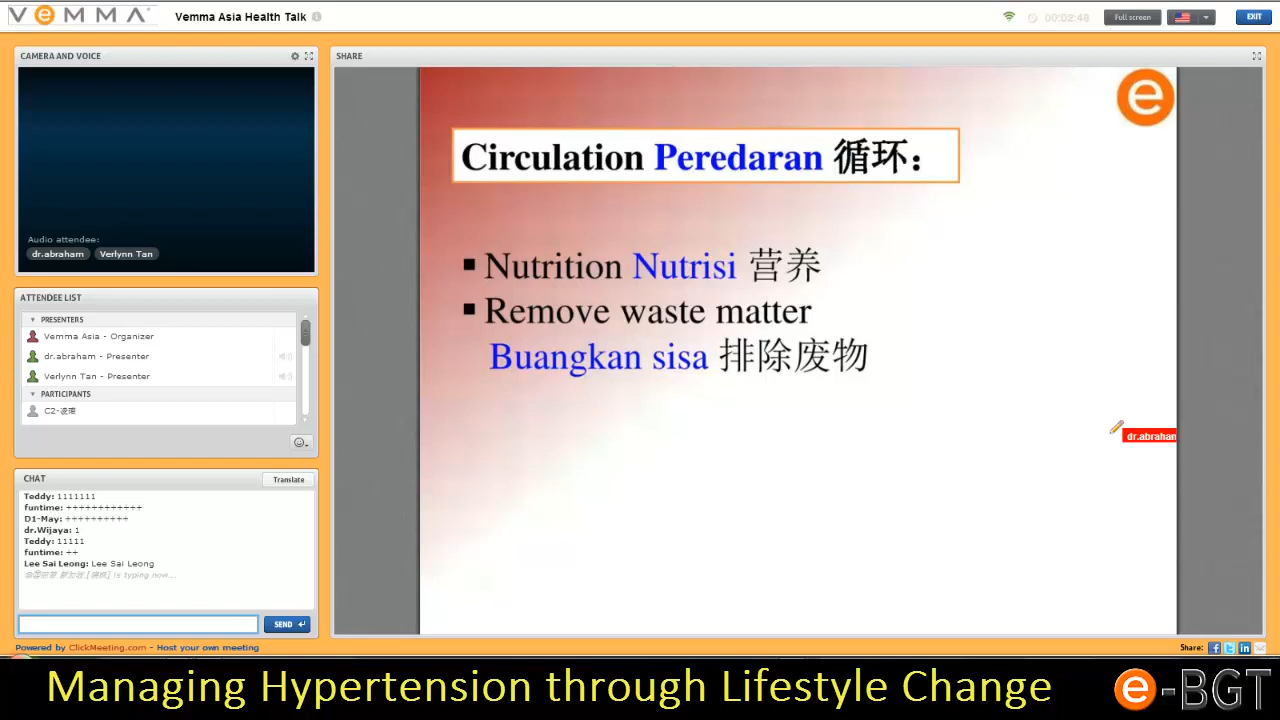 VEMMA
Vemma Asia Health Talk
00:02:48
Full screen
EXIT
CAMERA AND VOICE
Audio attendee:
dr.abraham Verlynn Tan
ATTENDEE LIST
PRESENTERS
Vemma Asia - Organizer
dr.abraham - Presenter
Verlynn Tan - Presenter
PARTICIPANTS
CHAT
Translate
Teddy: 1111111
funtime: ++++++++++++
D1-May: ++++++++++
dr.Wijaya: 1
Teddy: 11111
funtime: ++
Lee Sai Leong: Lee Sai Leong
is typing now...
SEND
Powered by ClickMeeting.com - Host your own meeting
SHARE
e
Circulation Peredaran 循环：
Nutrition Nutrisi 营养
Remove waste matter
Buangkan sisa 排除废物
dr.abraham
Share:
Managing Hypertension through Lifestyle Change
e-BGT